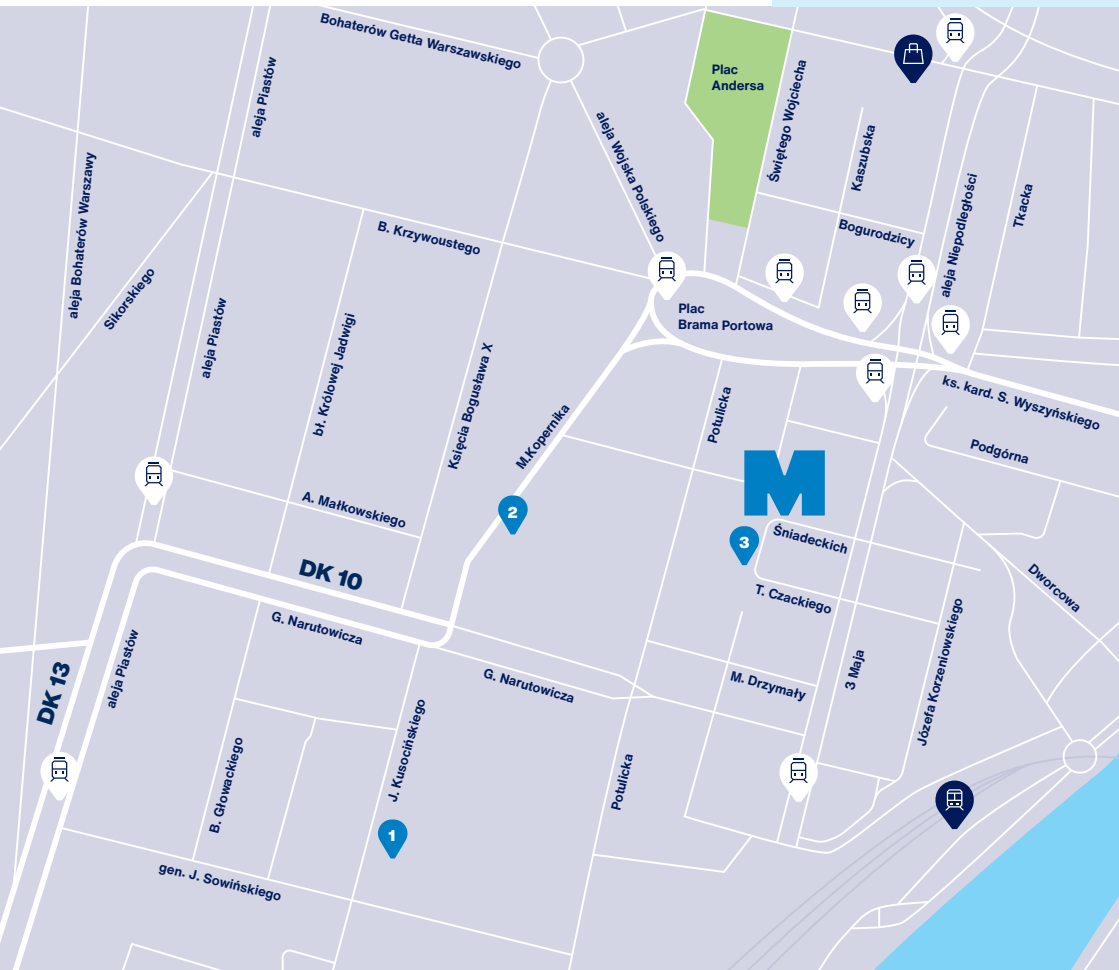 Bohaterów Getta Warszawskiego
Plac
Andersa
aleja Piastów
aleja Wojska Polskiego
Świętego Wojciecha
Kaszubska
aleja Bohaterów Warszawy
aleja Niepodległości
Tkacka
B. Krzywoustego
Bogurodzicy
Sikorskiego
aleja Piastów
bł. Królowej Jadwigi
Plac
Brama Portowa
Księcia Bogusława X
M.Kopernika
Potulicka
ks. kard. S. Wyszyńskiego
Podgórna
M
A. Małkowskiego
2
3
Śniadeckich
DK 10
T. Czackiego
Dworcowa
G. Narutowicza
aleja Piastów
DK 13
G. Narutowicza
M. Drzymały
3 Maja
Józefa Korzeniowskiego
J. Kusocińskiego
B. Głowackiego
Potulicka
1
gen. J. Sowińskiego